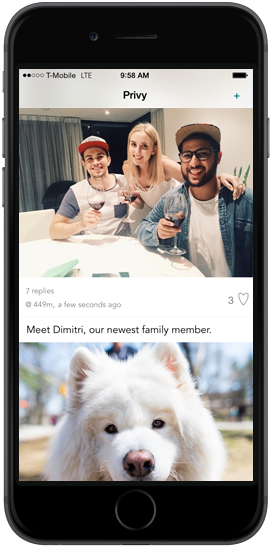 T-Mobile LTE 9:58 AM
Privy +
7 replies
@ 449m, a few seconds ago
3
Meet Dimitri, our newest family member.